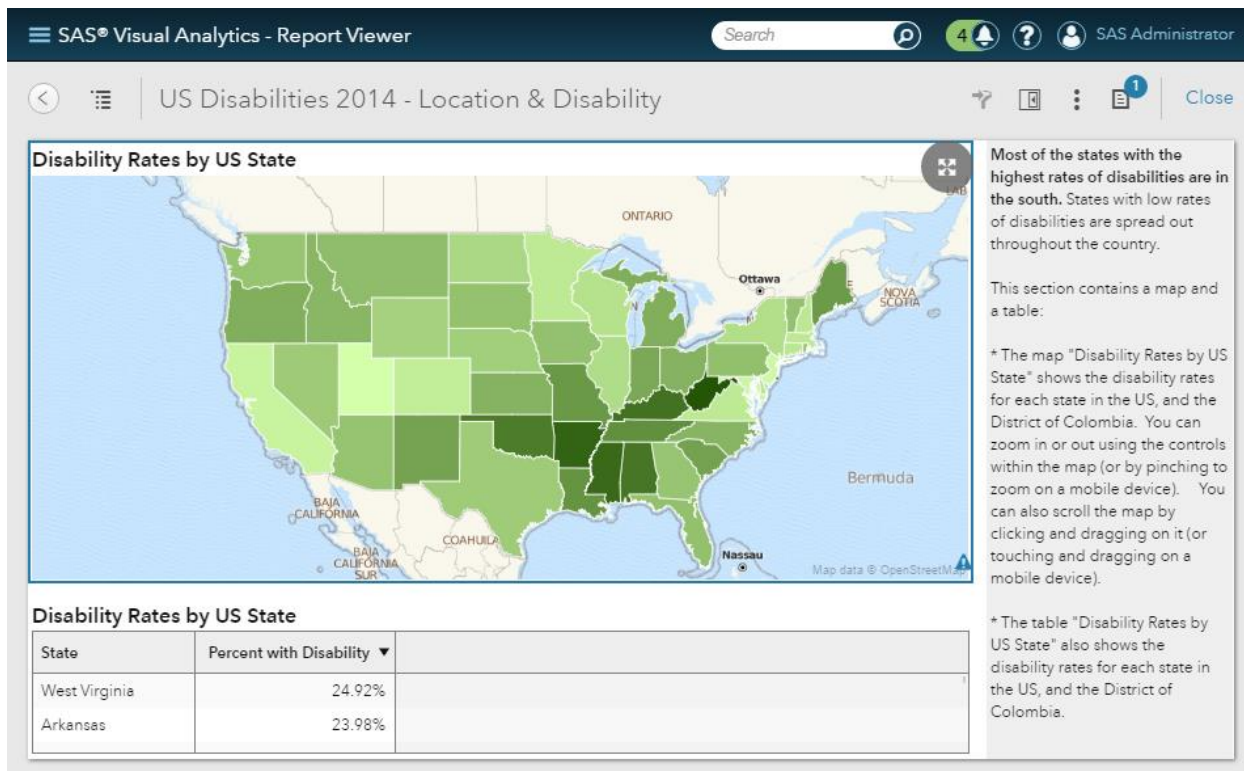 SAS® Visual Analytics - Report Viewer
Search
4
?
SAS Administrator
US Disabilities 2014 - Location & Disability
1
Close
Disability Rates by US State
LAB
ONTARIO
Ottawa
NOVA
SCOTIA
Bermuda
BAJA
CALIFORNIA
COAHUILA
BAJA
CALIFORNIA
SUR
Nassau
Map data © OpenStreetMap
Disability Rates by US State
State
Percent with Disability ▼
West Virginia
24.92%
Arkansas
23.98%
Most of the states with the
highest rates of disabilities are in
the south. States with low rates
of disabilities are spread out
throughout the country.
This section contains a map and
a table:
* The map "Disability Rates by US
State" shows the disability rates
for each state in the US, and the
District of Colombia. You can
zoom in or out using the controls
within the map (or by pinching to
zoom on a mobile device). You
can also scroll the map by
clicking and dragging on it (or
touching and dragging on a
mobile device).
* The table "Disability Rates by
US State" also shows the
disability rates for each state in
the US, and the District of
Colombia.